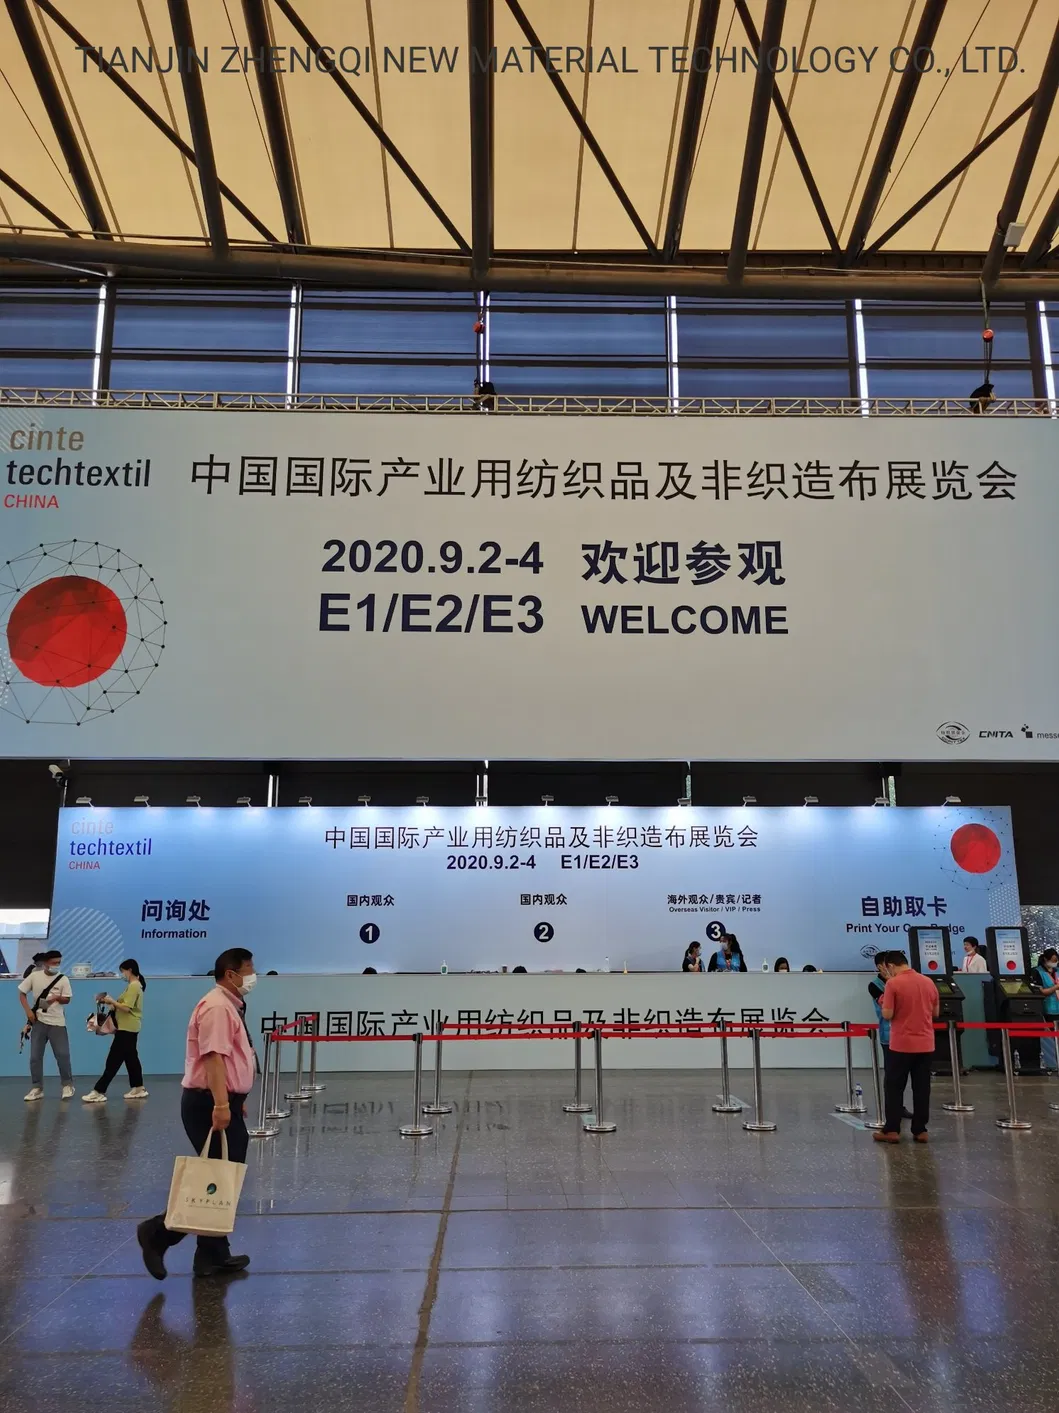 TIANJIN ZHENGQI NEW MATERIAL TECHNOLOGY CO., LTD.
cinte
techtextil
CHINA
中国国际产业用纺织品及非织造布展览会
2020.9.2-4 欢迎参观
E1/E2/E3 WELCOME
CNITA
messe
cinte
techtextil
CHINA
中国国际产业用纺织品及非织造布展览会
2020.9.2-4 E1/E2/E3
问询处
Information
国内观众
1
国内观众
2
海外观众/贵宾/记者
Overseas Visitor / VIP / Press
3
自助取卡
Print Your
中国国际产业用纺织品及非织造布展览会